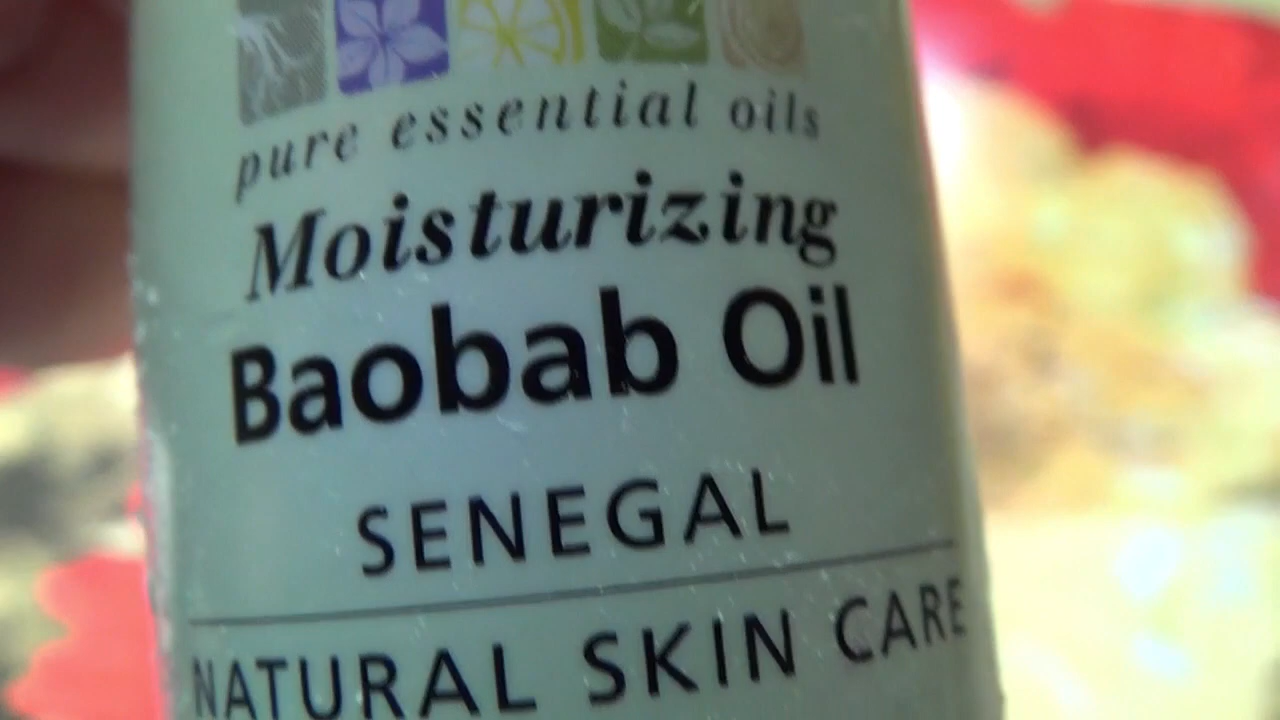 pure essential oils
Moisturizing
Baobab Oil
SENEGAL
NATURAL SKIN CARE